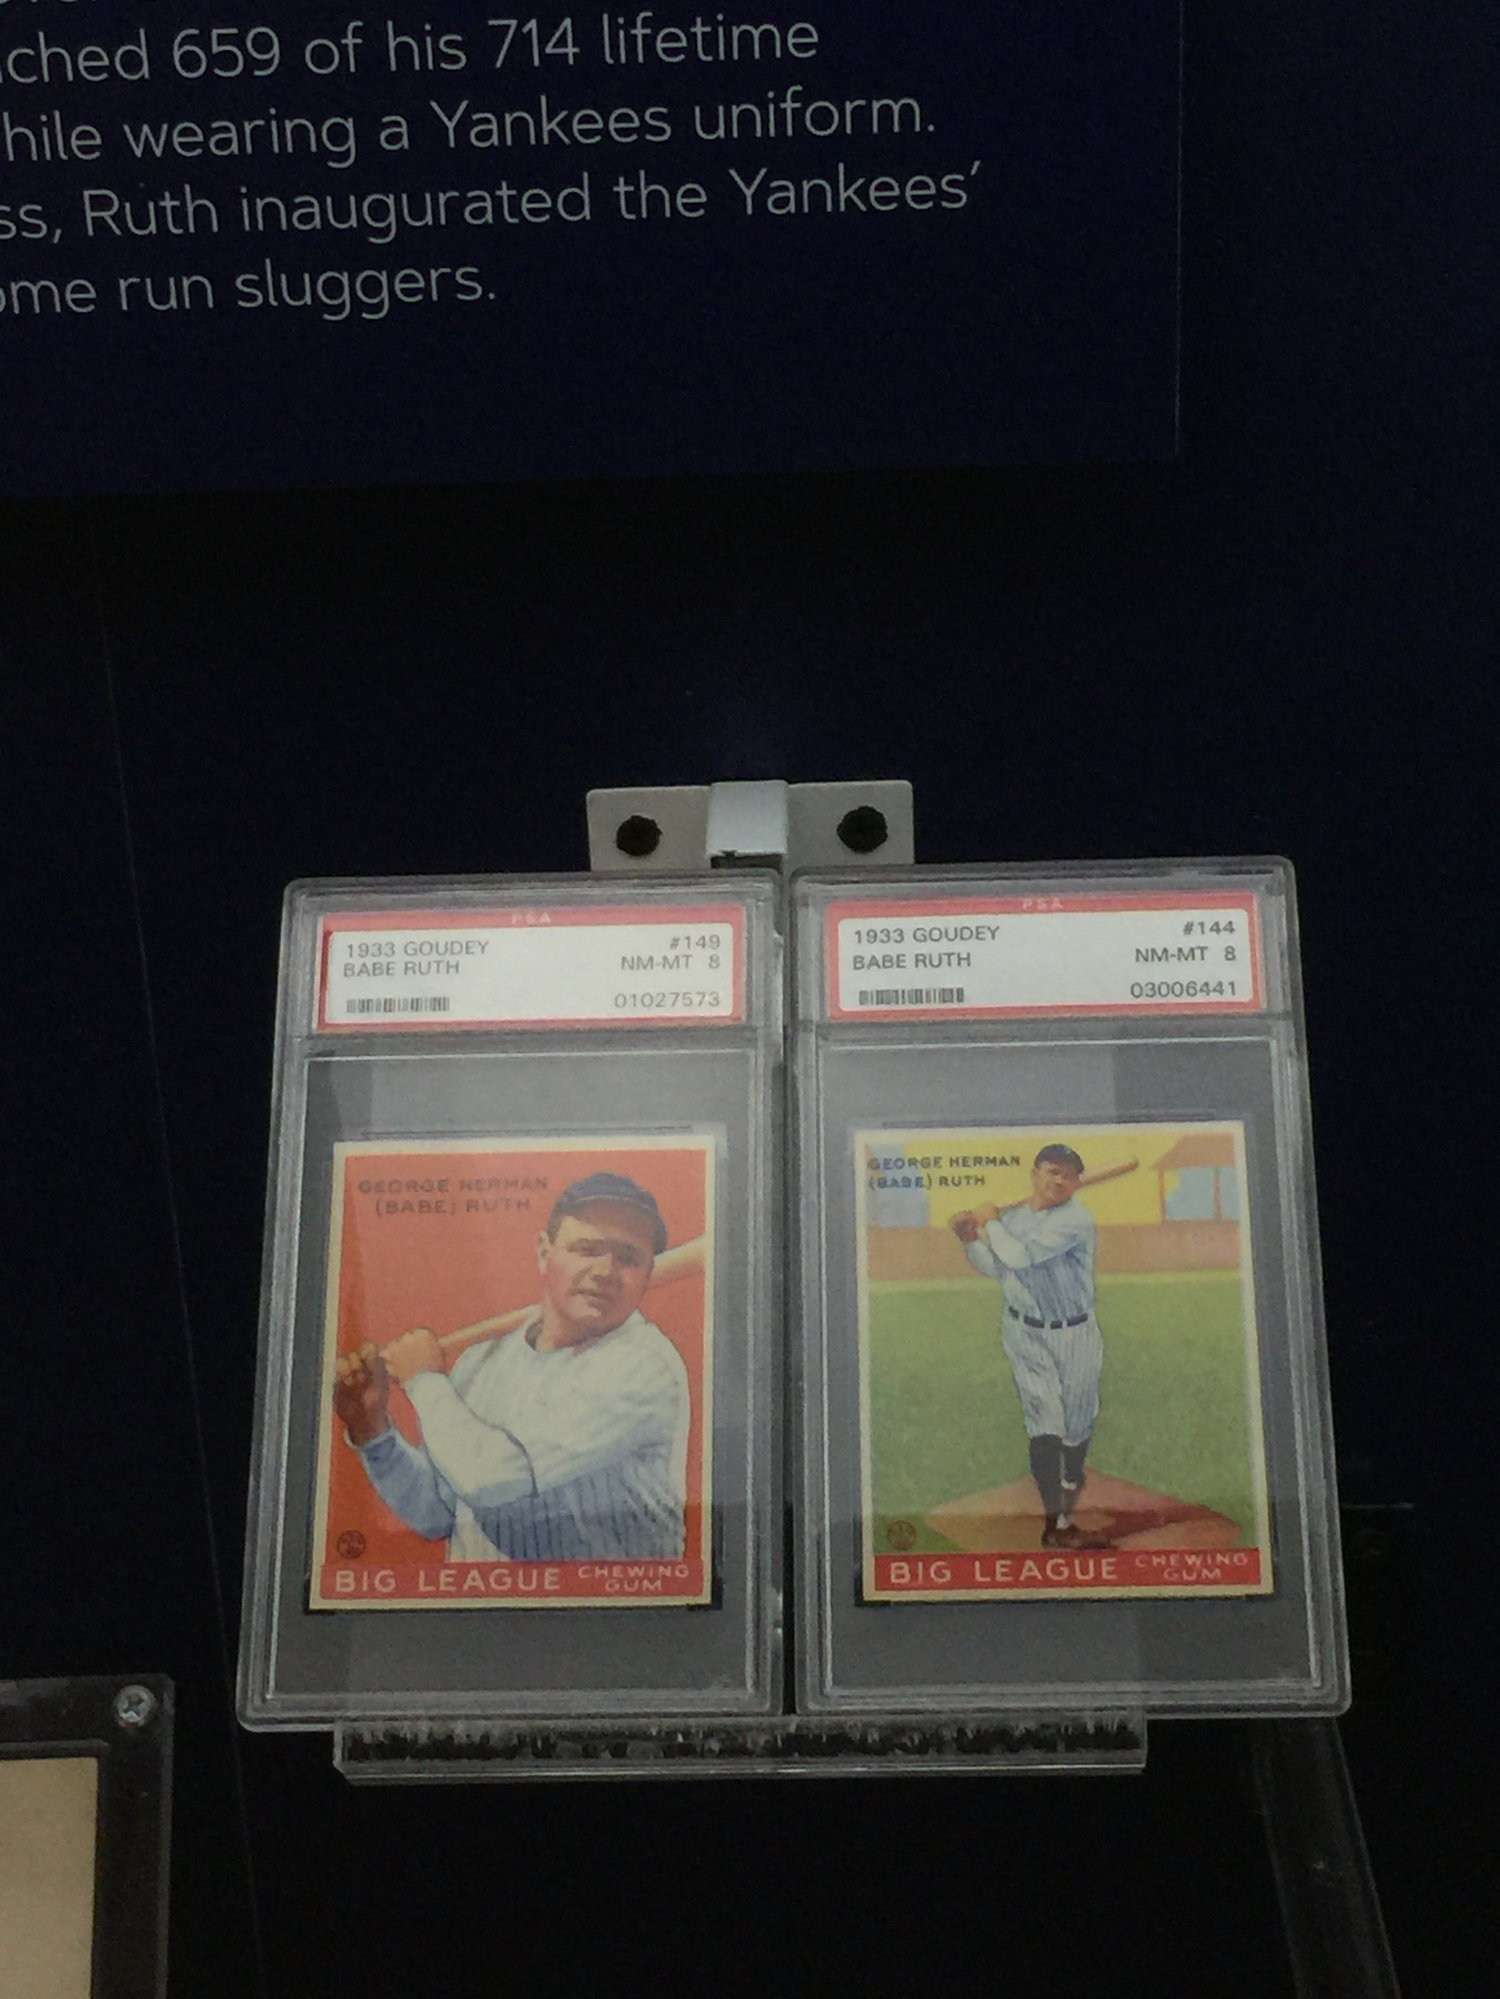 ched 659 of his 714 lifetime
hile wearing a Yankees uniform.
ss, Ruth inaugurated the Yankees'
ome run sluggers.
PSA
1933 GOUDEY #149
BABE RUTH NM-MT 8
01027573
GEORGE HERMAN
(BABE) RUTH
BIG LEAGUE CHEWING
GUM
PSA
1933 GOUDEY #144
BABE RUTH NM-MT 8
03006441
GEORGE HERMAN
(BABE) RUTH
BIG LEAGUE CHEWING
GUM